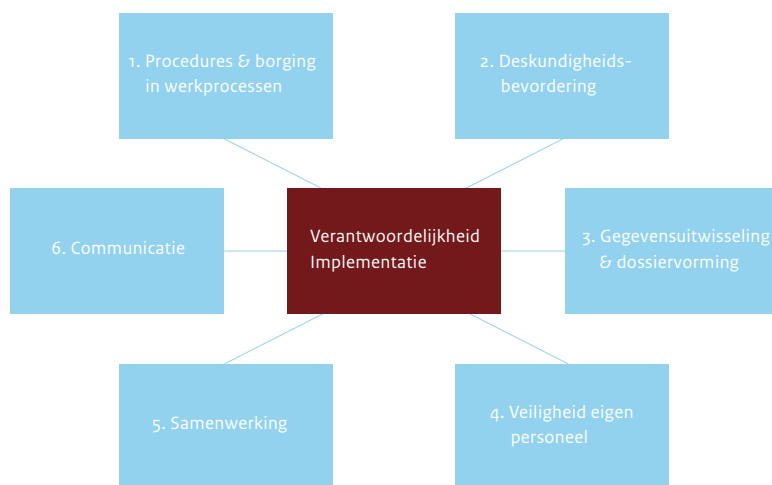 1. Procedures & borging
in werkprocessen
2. Deskundigheids-
bevordering
Verantwoordelijkheid
Implementatie
3. Gegevensuitwisseling
& dossiervorming
4. Veiligheid eigen
personeel
5. Samenwerking
6. Communicatie